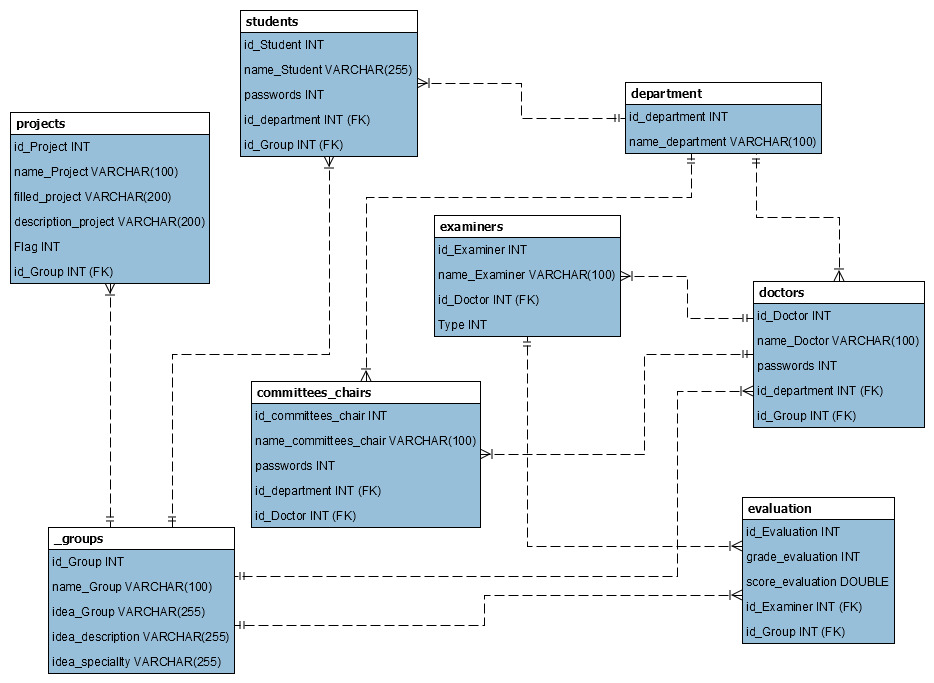 students
id_Student INT
name_Student VARCHAR(255)
passwords INT
id_department INT (FK)
id_Group INT (FK)
department
id_department INT
name_department VARCHAR(100)
projects
id_Project INT
name_Project VARCHAR(100)
filled_project VARCHAR(200)
description_project VARCHAR(200)
Flag INT
id_Group INT (FK)
examiners
id_Examiner INT
name_Examiner VARCHAR(100)
id_Doctor INT (FK)
Type INT
doctors
id_Doctor INT
name_Doctor VARCHAR(100)
passwords INT
id_department INT (FK)
id_Group INT (FK)
committees_chairs
id_committees_chair INT
name_committees_chair VARCHAR(100)
passwords INT
id_department INT (FK)
id_Doctor INT (FK)
_groups
id_Group INT
name_Group VARCHAR(100)
idea_Group VARCHAR(255)
idea_description VARCHAR(255)
idea_speciallty VARCHAR(255)
evaluation
id_Evaluation INT
grade_evaluation INT
score_evaluation DOUBLE
id_Examiner INT (FK)
id_Group INT (FK)